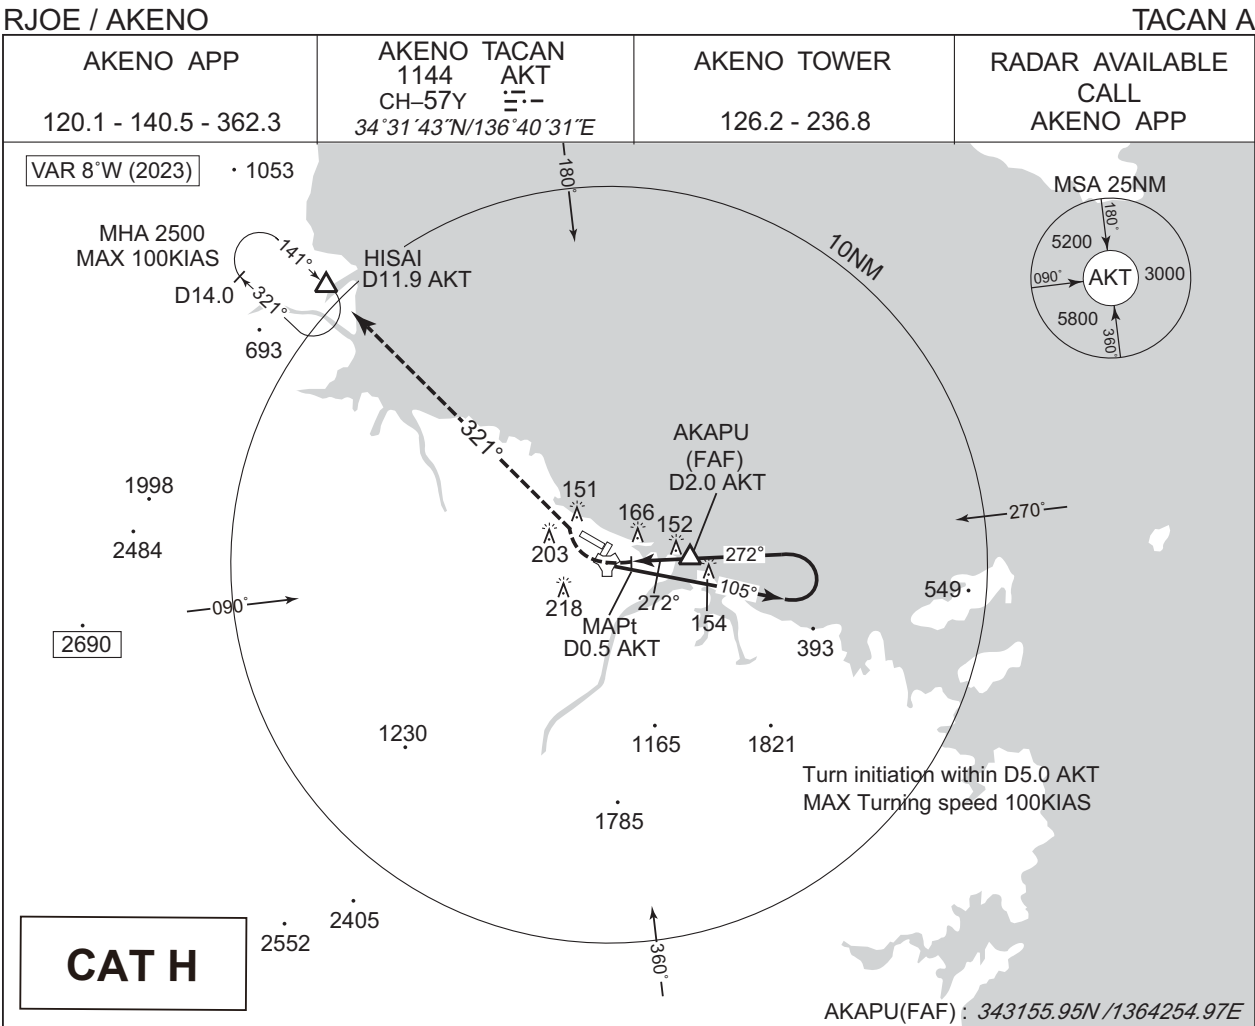 RJOE / AKENO
TACAN A
AKENO APP
120.1 - 140.5 - 362.3
AKENO TACAN
1144 AKT
CH–57Y
34°31´43˝N/136°40´31˝E
AKENO TOWER
126.2 - 236.8
RADAR AVAILABLE
CALL
AKENO APP
VAR 8°W (2023)
1053
180°
MSA 25NM
180°
5200
090°
AKT
3000
5800
360°
MHA 2500
MAX 100KIAS
141°
D14.0
321°
HISAI
D11.9 AKT
10NM
693
321°
AKAPU
(FAF)
D2.0 AKT
1998
2484
151
166
152
203
270°
272°
090°
218
272°
105°
154
549
MAPt
D0.5 AKT
393
2690
1230
1165
1821
Turn initiation within D5.0 AKT
MAX Turning speed 100KIAS
1785
2405
2552
360°
CAT H
AKAPU(FAF) : 343155.95N /1364254.97E